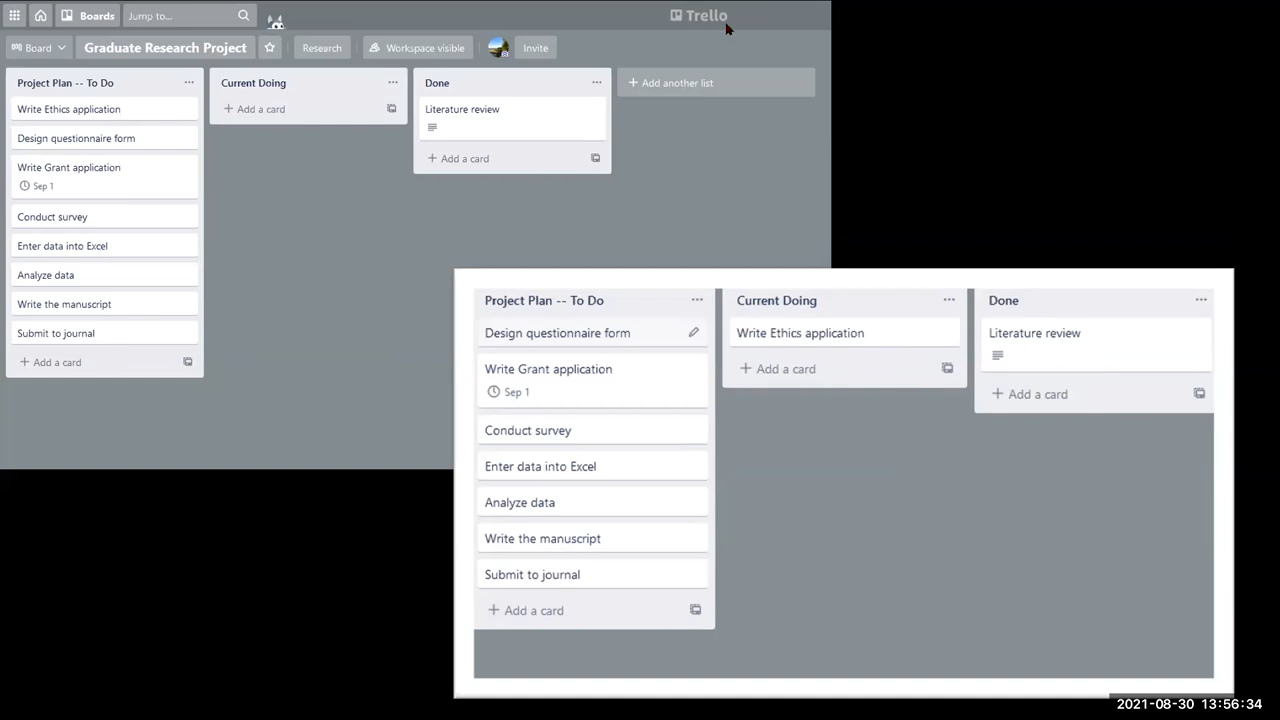 Boards
Jump to...
Trello
Board
Graduate Research Project
Research
Workspace visible
Invite
Project Plan -- To Do
Write Ethics application
Design questionnaire form
Write Grant application
Sep 1
Conduct survey
Enter data into Excel
Analyze data
Write the manuscript
Submit to journal
+ Add a card
Current Doing
+ Add a card
Done
Literature review
+ Add a card
+ Add another list
Project Plan -- To Do
Design questionnaire form
Write Grant application
Sep 1
Conduct survey
Enter data into Excel
Analyze data
Write the manuscript
Submit to journal
+ Add a card
Current Doing
Write Ethics application
+ Add a card
Done
Literature review
+ Add a card
2021-08-30 13:56:34